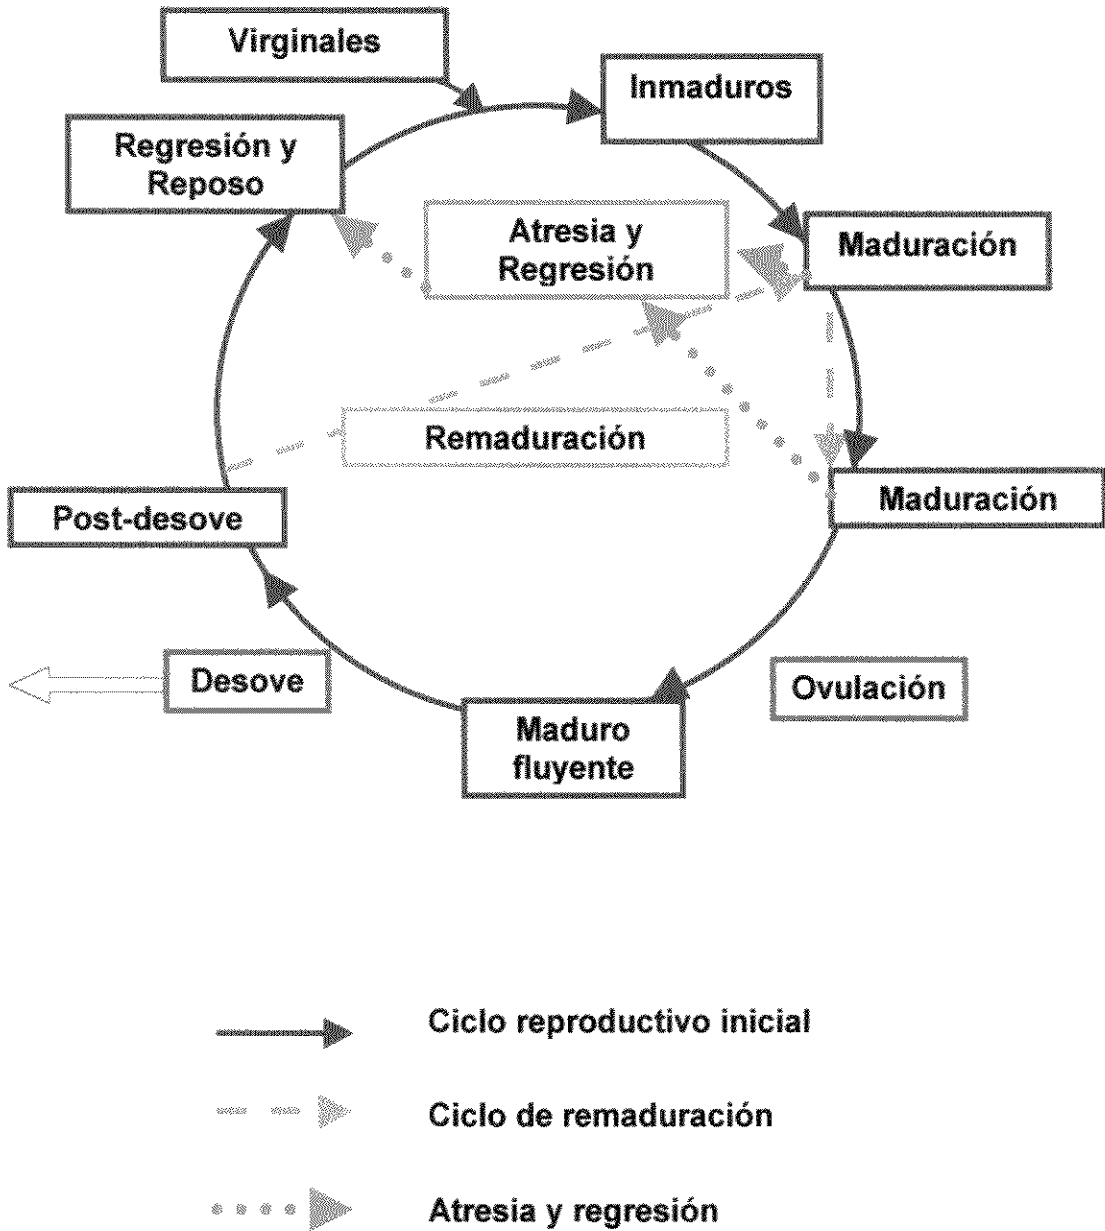 Virginales
Inmaduros
Regresión y
Reposo
Atresia y
Regresión
Maduración
Remaduración
Maduración
Post-desove
Desove
Ovulación
Maduro
fluyente
Ciclo reproductivo inicial
Ciclo de remaduración
Atresia y regresión